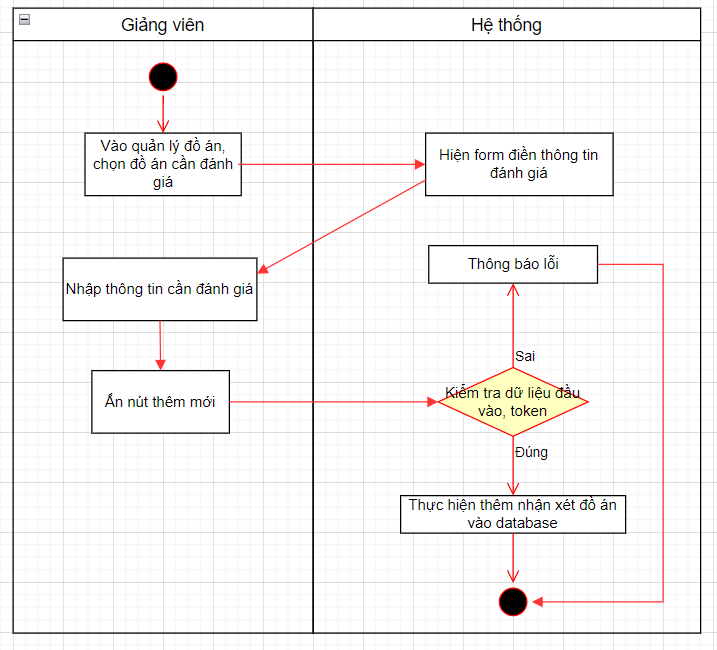 Giảng viên
Hệ thống
Vào quản lý đồ án,
chọn đồ án cần đánh
giá
Hiện form điền thông tin
đánh giá
Nhập thông tin cần đánh giá
Thông báo lỗi
Sai
Ấn nút thêm mới
Kiểm tra dữ liệu đầu
vào, token
Đúng
Thực hiện thêm nhận xét đồ án
vào database